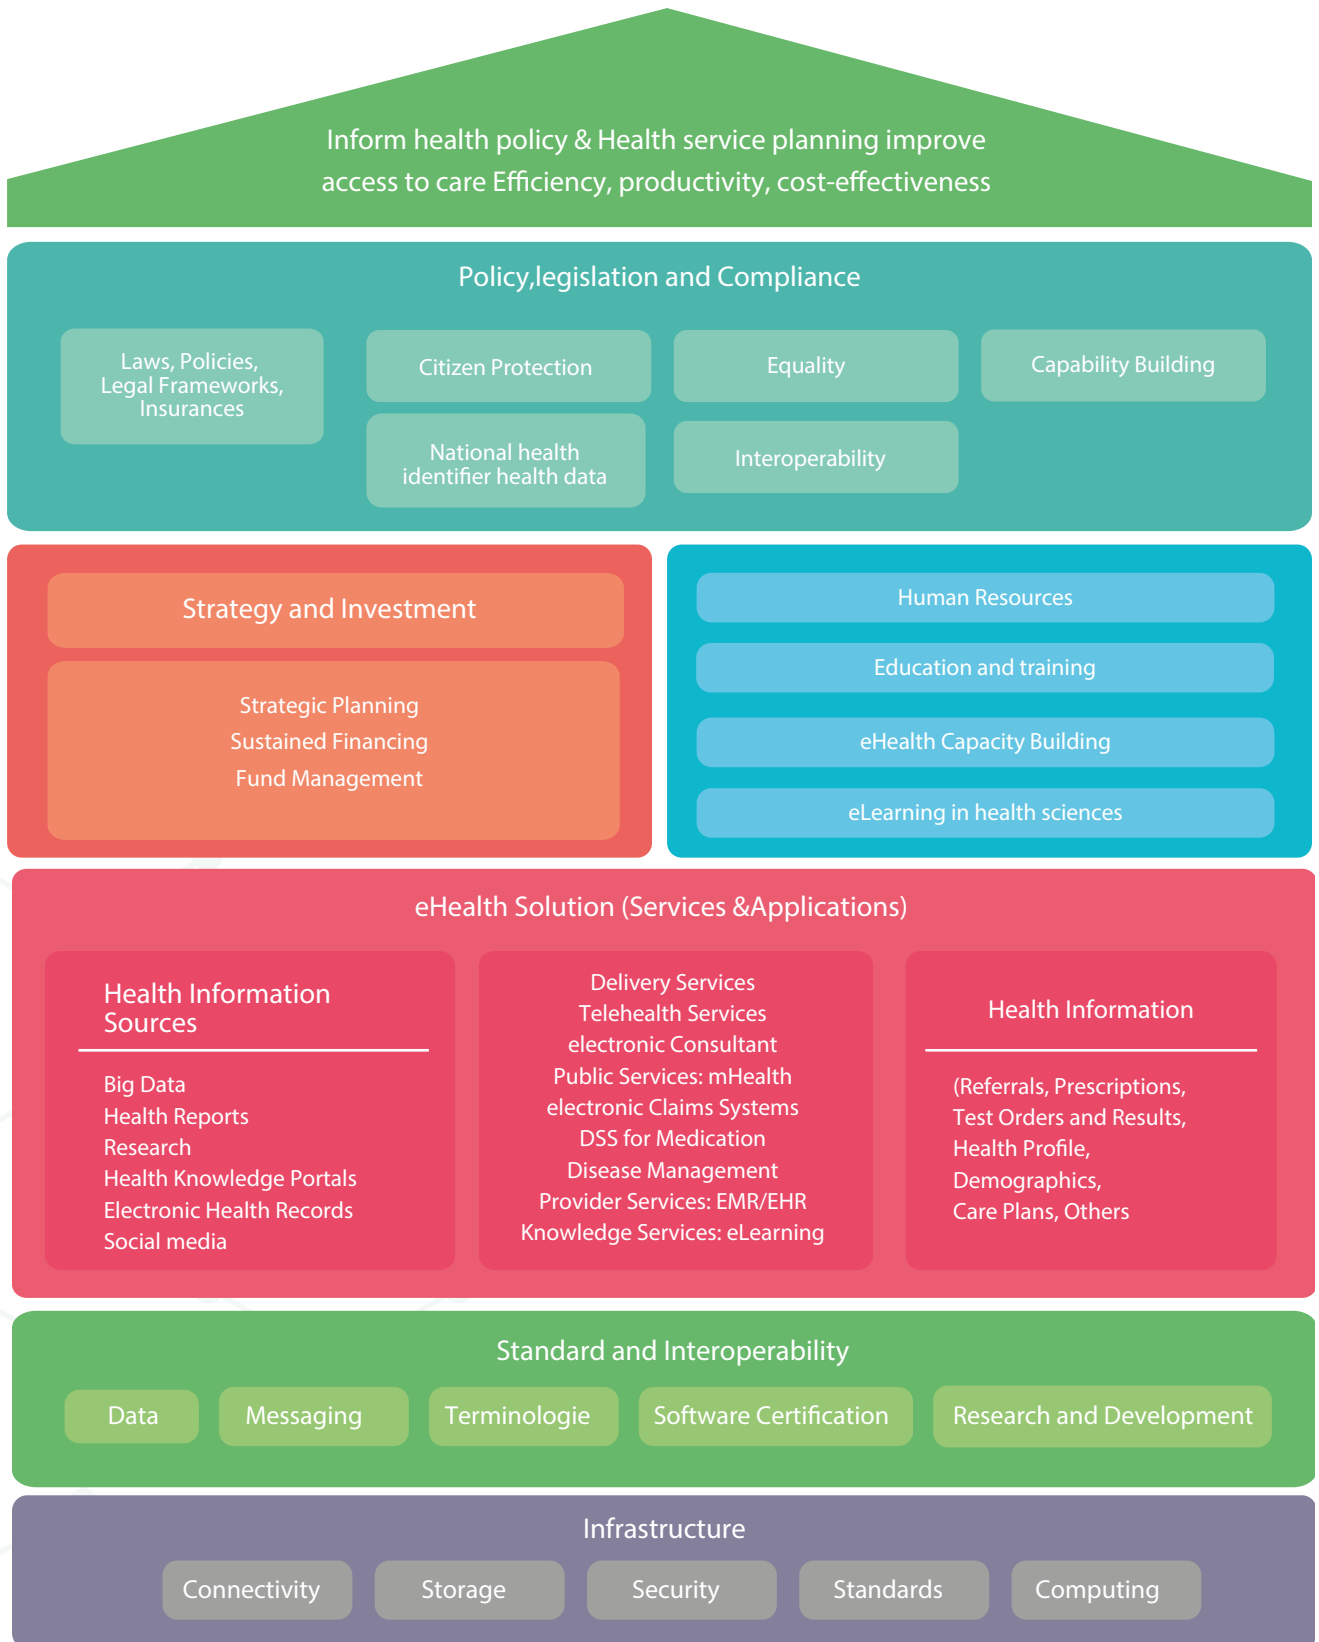 Inform health policy & Health service planning improve
access to care Efficiency, productivity, cost-effectiveness
Policy,legislation and Compliance
Laws, Policies,
Legal Frameworks,
Insurances
Citizen Protection
Equality
Capability Building
National health
identifier health data
Interoperability
Strategy and Investment
Strategic Planning
Sustained Financing
Fund Management
Human Resources
Education and training
eHealth Capacity Building
eLearning in health sciences
eHealth Solution (Services &Applications)
Health Information
Sources
Big Data
Health Reports
Research
Health Knowledge Portals
Electronic Health Records
Social media
Delivery Services
Telehealth Services
electronic Consultant
Public Services: mHealth
electronic Claims Systems
DSS for Medication
Disease Management
Provider Services: EMR/EHR
Knowledge Services: eLearning
Health Information
(Referrals, Prescriptions,
Test Orders and Results,
Health Profile,
Demographics,
Care Plans, Others
Standard and Interoperability
Data
Messaging
Terminologie
Software Certification
Research and Development
Infrastructure
Connectivity
Storage
Security
Standards
Computing